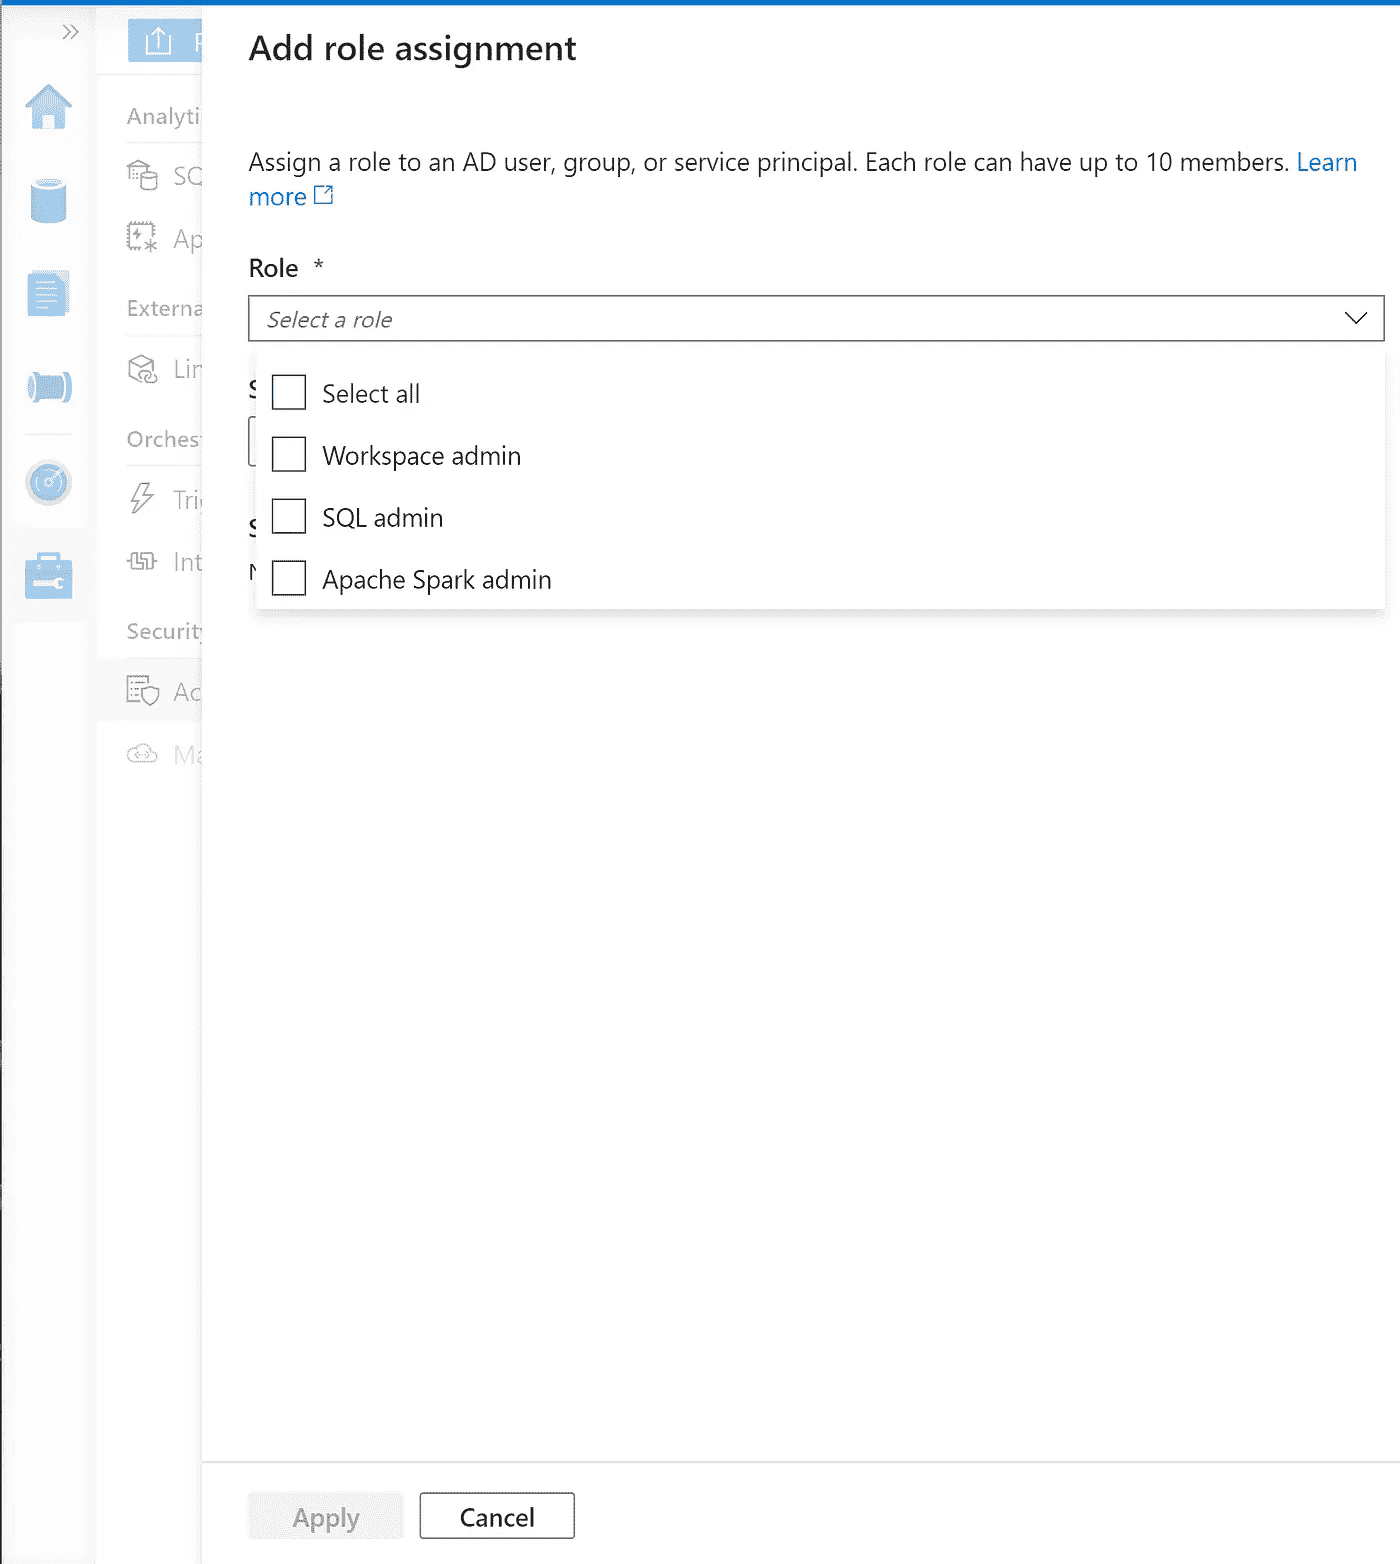 Add role assignment
Assign a role to an AD user, group, or service principal. Each role can have up to 10 members. Learn
more
Role *
Select a role
Select all
Workspace admin
SQL admin
Apache Spark admin
Analyti
SQ
Ap
Externa
Lin
Orches
Tri
Int
Security
Ac
Ma
Apply
Cancel